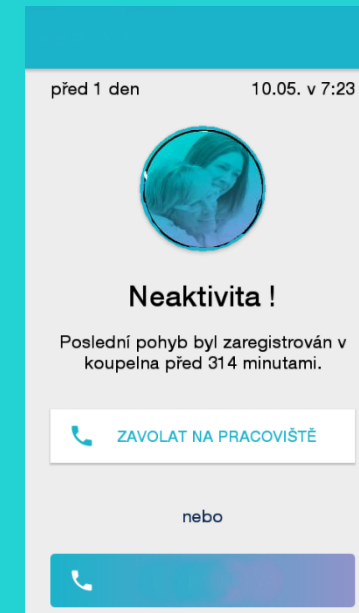 před 1 den 10.05. v 7:23
Neaktivita !
Poslední pohyb byl zaregistrován v
koupelna před 314 minutami.
ZAVOLAT NA PRACOVIŠTĚ
nebo